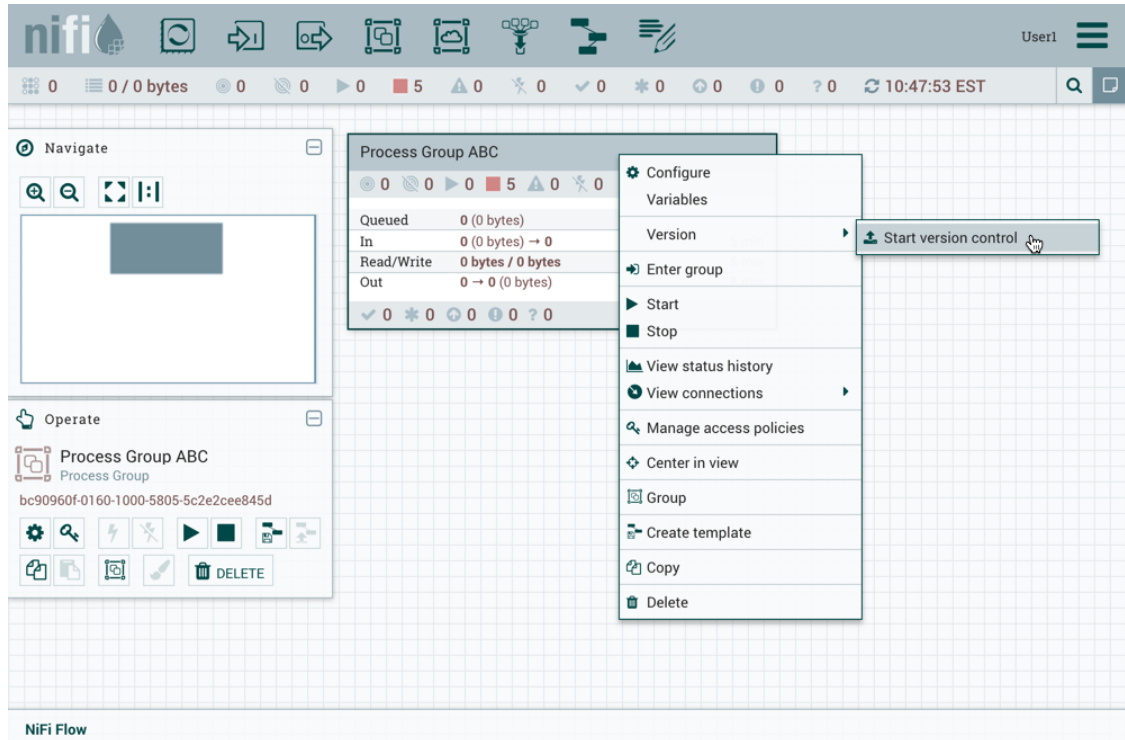 nifi
User1
0 0 / 0 bytes 0 0 0 5 0 0 0 0 0 0 ? 0 10:47:53 EST
Navigate
Process Group ABC
0 0 0 5 0 0
Queued 0 (0 bytes)
In 0 (0 bytes) → 0
Read/Write 0 bytes / 0 bytes
Out 0 → 0 (0 bytes)
0 0 0 0 ? 0
Configure
Variables
Version
Start version control
Enter group
Start
Stop
View status history
View connections
Manage access policies
Center in view
Group
Create template
Copy
Delete
Operate
Process Group ABC
Process Group
bc90960f-0160-1000-5805-5c2e2cee845d
DELETE
NiFi Flow